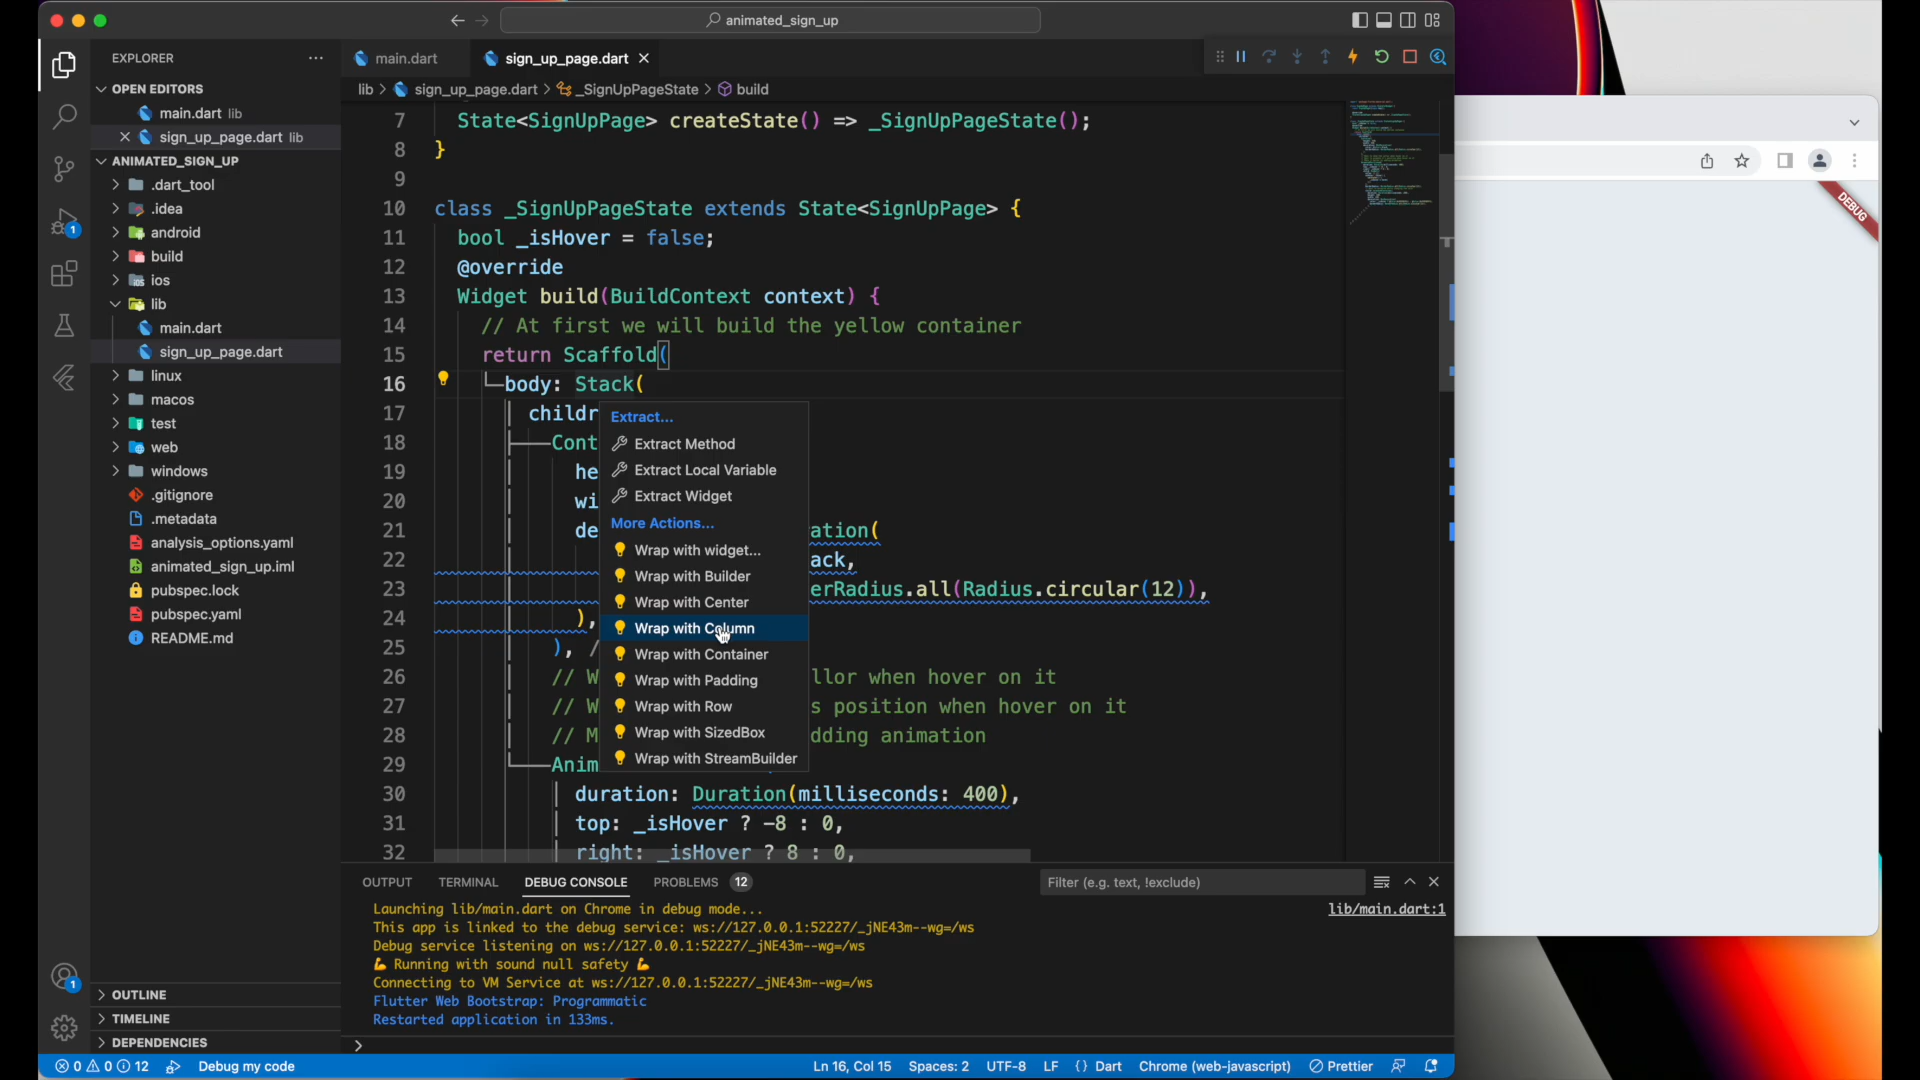 animated_sign_up
EXPLORER
OPEN EDITORS
main.dart lib
sign_up_page.dart lib
ANIMATED_SIGN_UP
.dart_tool
.idea
android
build
ios
lib
main.dart
sign_up_page.dart
linux
macos
test
web
windows
.gitignore
.metadata
analysis_options.yaml
animated_sign_up.iml
pubspec.lock
pubspec.yaml
README.md
OUTLINE
TIMELINE
DEPENDENCIES
1
1
main.dart
sign_up_page.dart
lib > sign_up_page.dart > _SignUpPageState > build
7 State<SignUpPage> createState() => _SignUpPageState();
8 }
9
10 class _SignUpPageState extends State<SignUpPage> {
11 bool _isHover = false;
12 @override
13 Widget build(BuildContext context) {
14 // At first we will build the yellow container
15 return Scaffold(
16 body: Stack(
17 childr
18 Cont
19 he
20 wi
21 de ation(
22 ack,
23 erRadius.all(Radius.circular(12)),
24 ),
25 ), /
26 // W llor when hover on it
27 // W s position when hover on it
28 // M dding animation
29 Anim
30 duration: Duration(milliseconds: 400),
31 top: _isHover ? -8 : 0,
32 right: _isHover ? 8 : 0,
Extract...
Extract Method
Extract Local Variable
Extract Widget
More Actions...
Wrap with widget...
Wrap with Builder
Wrap with Center
Wrap with Column
Wrap with Container
Wrap with Padding
Wrap with Row
Wrap with SizedBox
Wrap with StreamBuilder
OUTPUT TERMINAL DEBUG CONSOLE PROBLEMS 12
Filter (e.g. text, !exclude)
Launching lib/main.dart on Chrome in debug mode...
lib/main.dart:1
This app is linked to the debug service: ws://127.0.0.1:52227/_jNE43m--wg=/ws
Debug service listening on ws://127.0.0.1:52227/_jNE43m--wg=/ws
💪 Running with sound null safety 💪
Connecting to VM Service at ws://127.0.0.1:52227/_jNE43m--wg=/ws
Flutter Web Bootstrap: Programmatic
Restarted application in 133ms.
0 0 12 Debug my code
Ln 16, Col 15 Spaces: 2 UTF-8 LF {} Dart Chrome (web-javascript) Prettier
DEBUG